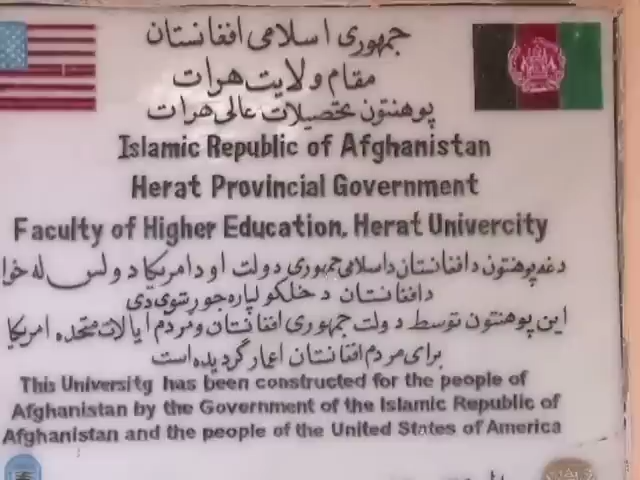 جمهوری اسلامی افغانستان
مقام ولایت هرات
پوهنتون تحصیلات عالی هرات
Islamic Republic of Afghanistan
Herat Provincial Government
Faculty of Higher Education, Herat Univercity
دغه پوهنتون د افغانستان د اسلامی جمهوری دولت او د امریکا د ولس له خوا
د افغانستان د خلکو لپاره جوړ شوی دی
این پوهنتون توسط دولت جمهوری افغانستان و مردم ایالات متحده امریکا
برای مردم افغانستان اعمار گردیده است
This University has been constructed for the people of
Afghanistan by the Government of the Islamic Republic of
Afghanistan and the people of the United States of America